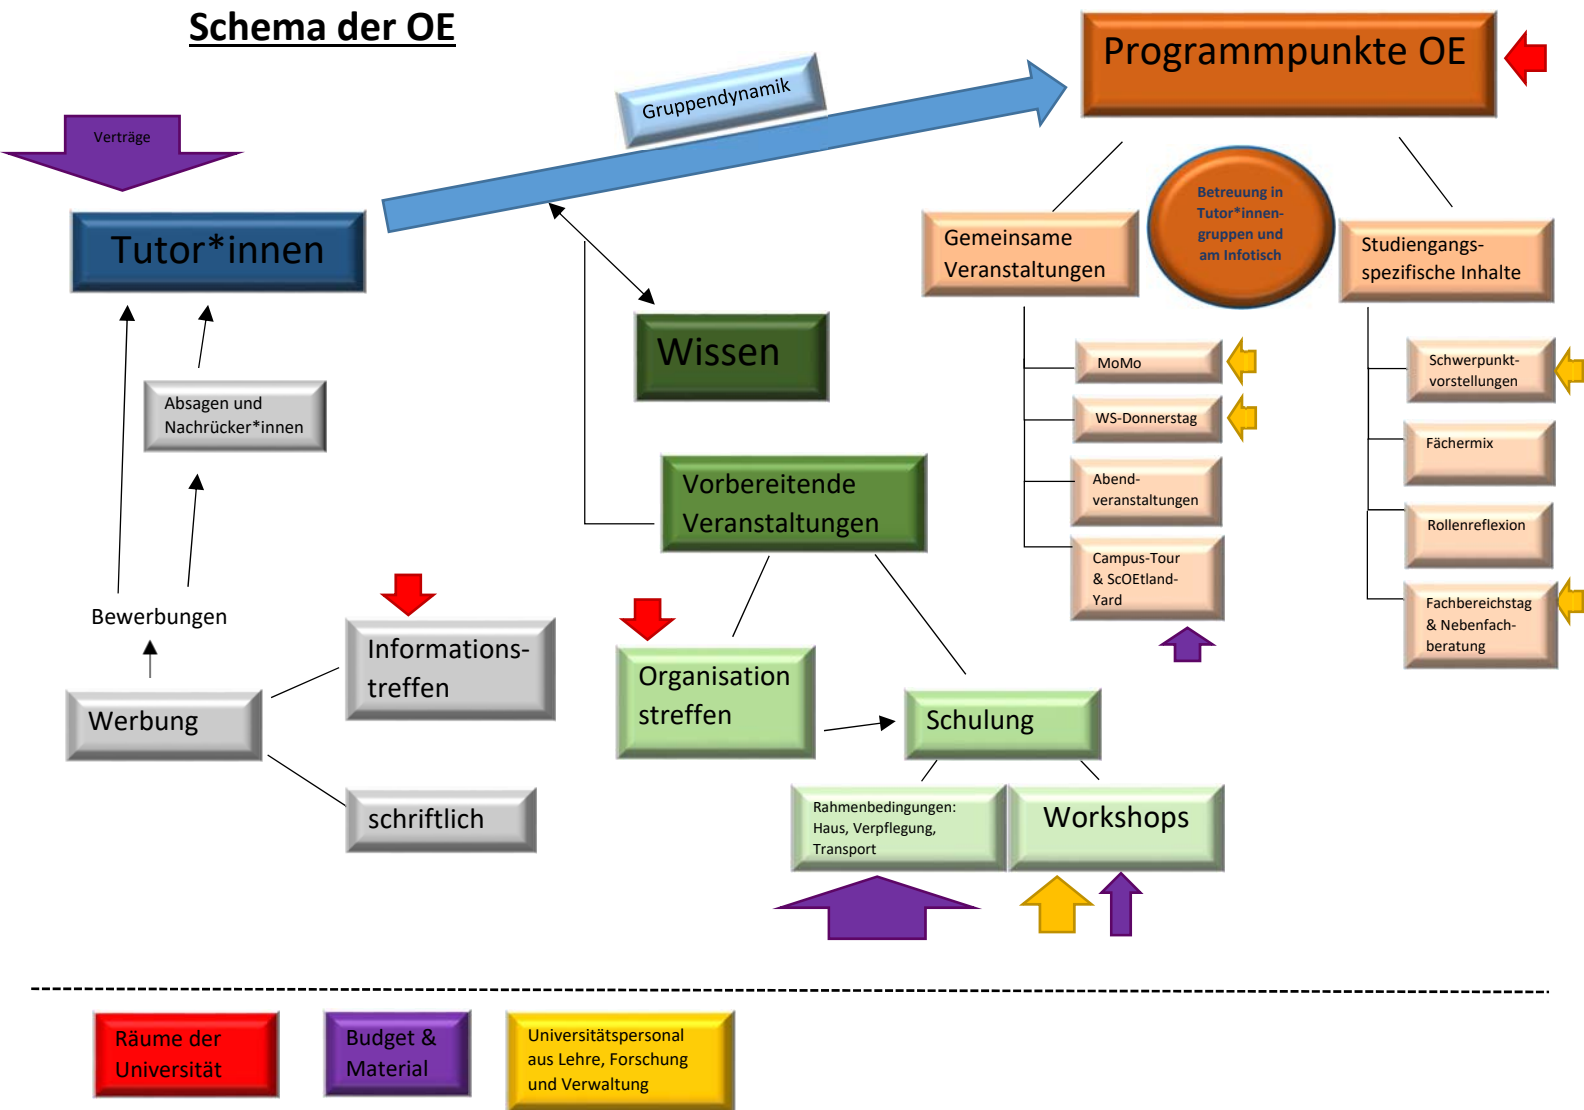 Schema der OE
Programmpunkte OE
Gruppendynamik
Verträge
Tutor*innen
Betreuung in
Tutor*innen-
gruppen und
am Infotisch
Gemeinsame
Veranstaltungen
Studiengangs-
spezifische Inhalte
Wissen
MoMo
WS-Donnerstag
Abend-
veranstaltungen
Campus-Tour
& ScOEtland-
Yard
Schwerpunkt-
vorstellungen
Fächermix
Rollenreflexion
Fachbereichstag
& Nebenfach-
beratung
Absagen und
Nachrücker*innen
Vorbereitende
Veranstaltungen
Bewerbungen
Informations-
treffen
Werbung
schriftlich
Organisation
streffen
Schulung
Rahmenbedingungen:
Haus, Verpflegung,
Transport
Workshops
Räume der
Universität
Budget &
Material
Universitätspersonal
aus Lehre, Forschung
und Verwaltung